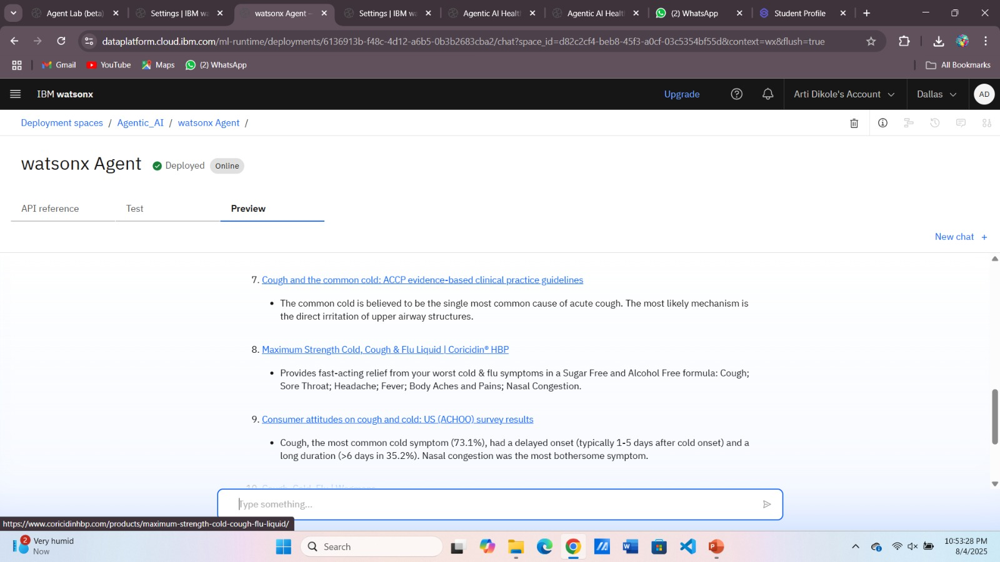 Agent Lab (beta)
Settings | IBM wa
watsonx Agent –
Settings | IBM wa
Agentic AI Healt
Agentic AI Healt
(2) WhatsApp
Student Profile
dataplatform.cloud.ibm.com/ml-runtime/deployments/6136913b-f48c-4d12-a6b5-0b3b2683cba2/chat?space_id=d82c2cf4-beb8-45f3-a0cf-03c5354bf55d&context=wx&flush=true
Gmail
YouTube
Maps
(2) WhatsApp
All Bookmarks
IBM watsonx
Upgrade
Arti Dikole's Account
Dallas
AD
Deployment spaces / Agentic_AI / watsonx Agent /
watsonx Agent
Deployed
Online
API reference
Test
Preview
New chat +
7. Cough and the common cold: ACCP evidence-based clinical practice guidelines
• The common cold is believed to be the single most common cause of acute cough. The most likely mechanism is
the direct irritation of upper airway structures.
8. Maximum Strength Cold, Cough & Flu Liquid | Coricidin® HBP
• Provides fast-acting relief from your worst cold & flu symptoms in a Sugar Free and Alcohol Free formula: Cough;
Sore Throat; Headache; Fever; Body Aches and Pains; Nasal Congestion.
9. Consumer attitudes on cough and cold: US (ACHOO) survey results
• Cough, the most common cold symptom (73.1%), had a delayed onset (typically 1-5 days after cold onset) and a
long duration (>6 days in 35.2%). Nasal congestion was the most bothersome symptom.
10. Cough, Cold, Flu | Wegmans
Type something...
https://www.coricidinhbp.com/products/maximum-strength-cold-cough-flu-liquid/
2
Very humid
Now
Search
10:53:28 PM
8/4/2025